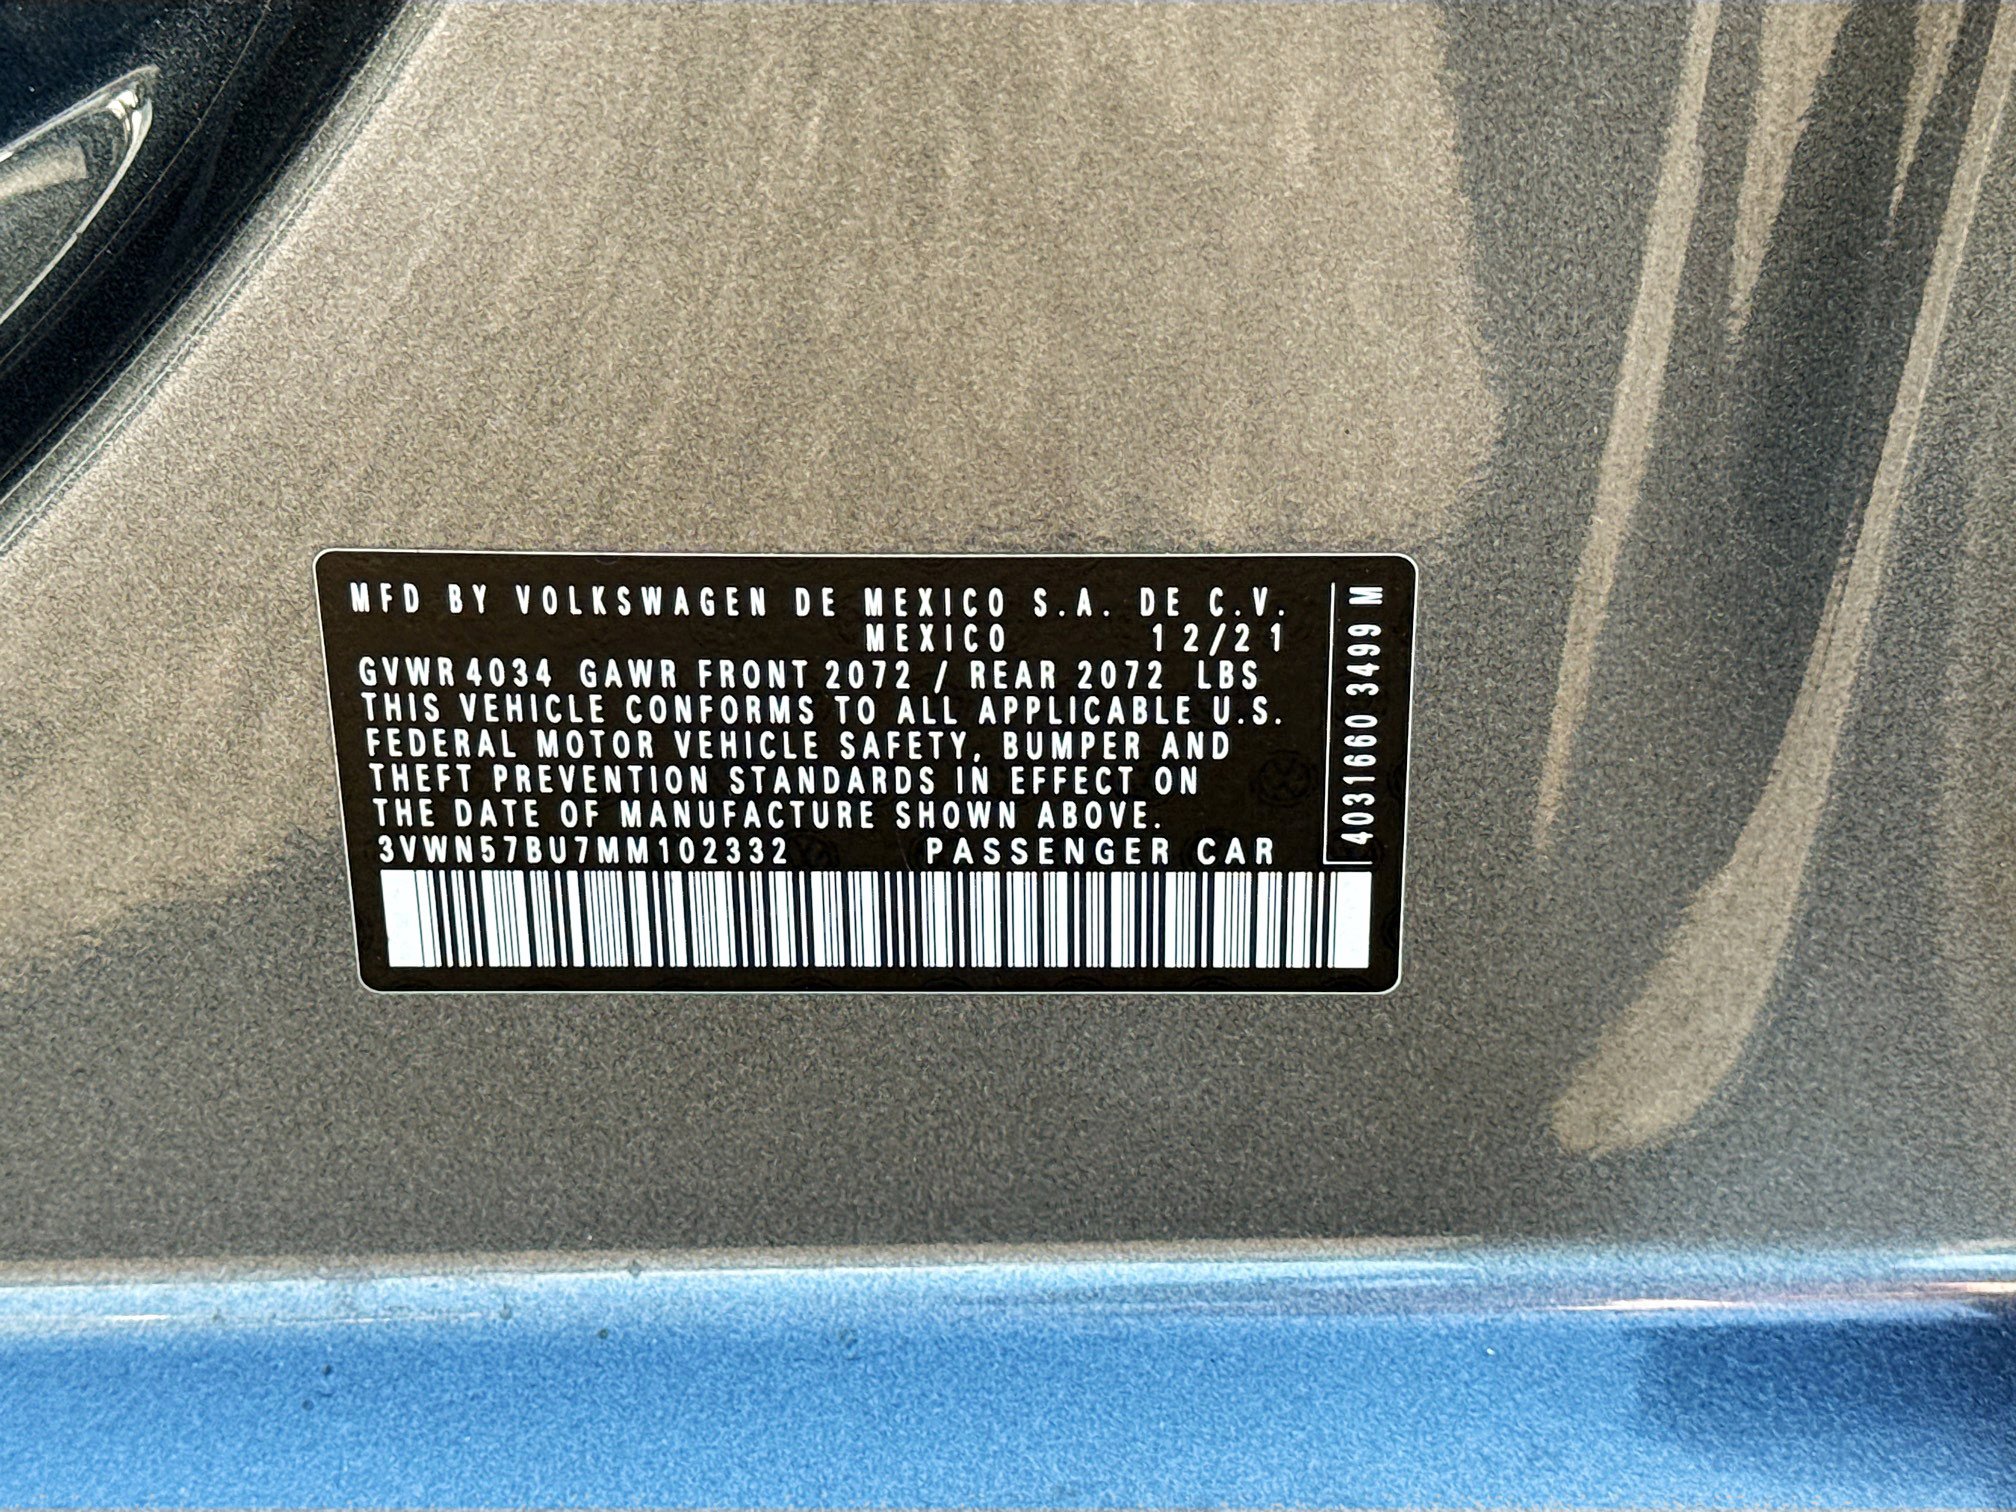 MFD BY VOLKSWAGEN DE MEXICO S.A. DE C.V.
MEXICO 12/21
GVWR 4034 GAWR FRONT 2072 / REAR 2072 LBS
THIS VEHICLE CONFORMS TO ALL APPLICABLE U.S.
FEDERAL MOTOR VEHICLE SAFETY, BUMPER AND
THEFT PREVENTION STANDARDS IN EFFECT ON
THE DATE OF MANUFACTURE SHOWN ABOVE.
3VWN57BU7MM102332 PASSENGER CAR
4031660 3499 M